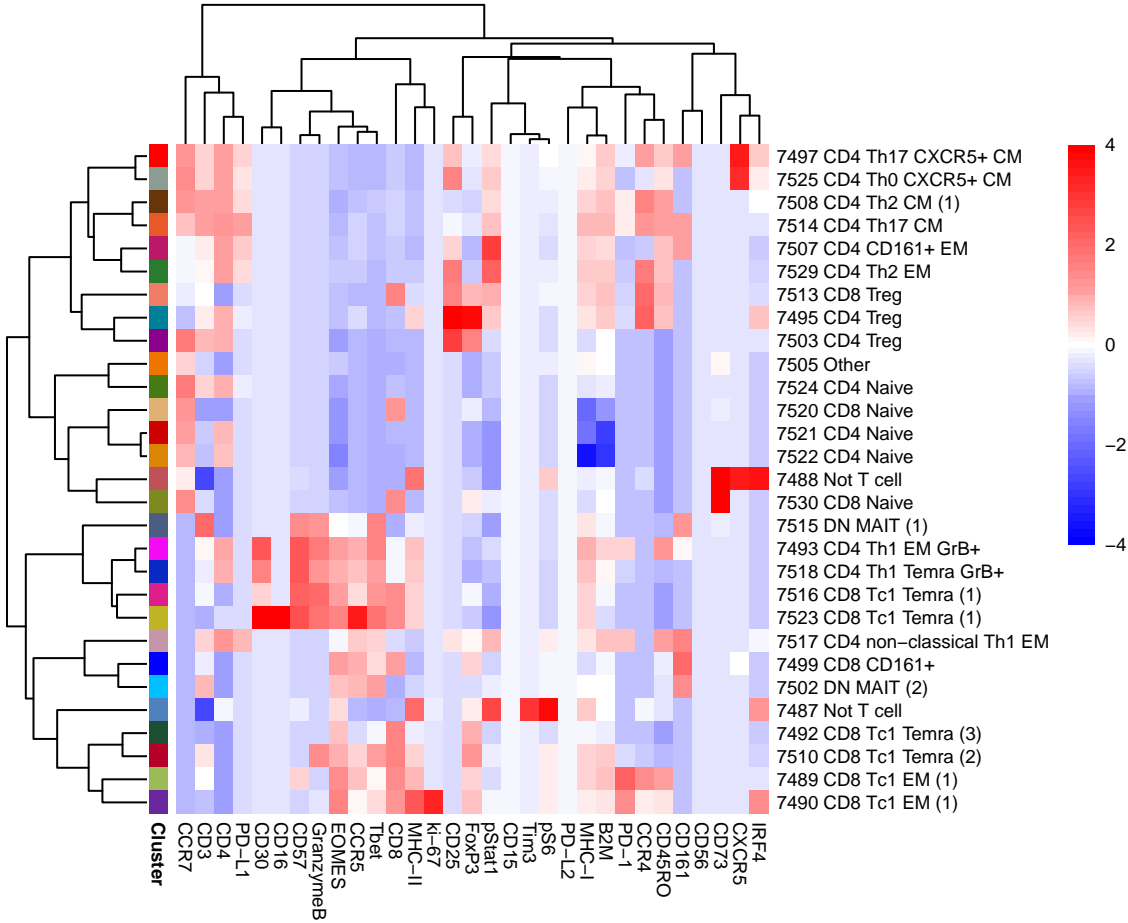 7497 CD4 Th17 CXCR5+ CM
7525 CD4 Th0 CXCR5+ CM
7508 CD4 Th2 CM (1)
7514 CD4 Th17 CM
7507 CD4 CD161+ EM
7529 CD4 Th2 EM
7513 CD8 Treg
7495 CD4 Treg
7503 CD4 Treg
7505 Other
7524 CD4 Naive
7520 CD8 Naive
7521 CD4 Naive
7522 CD4 Naive
7488 Not T cell
7530 CD8 Naive
7515 DN MAIT (1)
7493 CD4 Th1 EM GrB+
7518 CD4 Th1 Temra GrB+
7516 CD8 Tc1 Temra (1)
7523 CD8 Tc1 Temra (1)
7517 CD4 non−classical Th1 EM
7499 CD8 CD161+
7502 DN MAIT (2)
7487 Not T cell
7492 CD8 Tc1 Temra (3)
7510 CD8 Tc1 Temra (2)
7489 CD8 Tc1 EM (1)
7490 CD8 Tc1 EM (1)
4
2
0
−2
−4
Cluster
CCR7
CD3
CD4
PD−L1
CD30
CD16
CD57
GranzymeB
EOMES
CCR5
Tbet
CD8
MHC−II
ki−67
CD25
FoxP3
pStat1
CD15
Tim3
pS6
PD−L2
MHC−I
B2M
PD−1
CCR4
CD45RO
CD161
CD56
CD73
CXCR5
IRF4